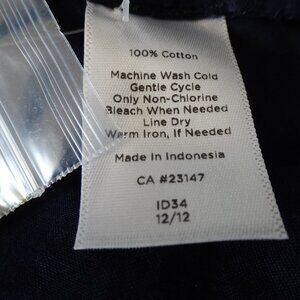 100% Cotton
Machine Wash Cold
Gentle Cycle
Only Non-Chlorine
Bleach When Needed
Line Dry
Warm Iron, If Needed
Made In Indonesia
CA #23147
ID34
12/12